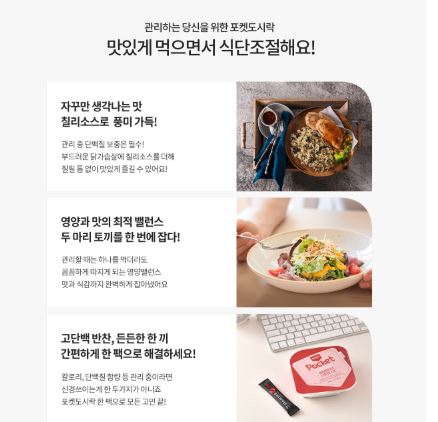 관리하는 당신을 위한 포켓도시락
맛있게 먹으면서 식단조절해요!
자꾸만 생각나는 맛
칠리소스로 풍미 가득!
관리 중 단백질 보충은 필수!
부드러운 닭가슴살에 칠리소스를 더해
질릴 틈 없이 맛있게 즐길 수 있어요!
영양과 맛의 최적 밸런스
두 마리 토끼를 한 번에 잡다!
관리할 때는 하나를 먹더라도
꼼꼼하게 따지게 되는 영양밸런스
맛과 식감까지 완벽하게 잡아냈어요
고단백 반찬, 든든한 한 끼
간편하게 한 팩으로 해결하세요!
칼로리, 단백질 함량 등 관리 중이라면
신경쓰이는게 한 두가지가 아니죠
포켓도시락 한 팩으로 모든 고민 끝!
Pocket